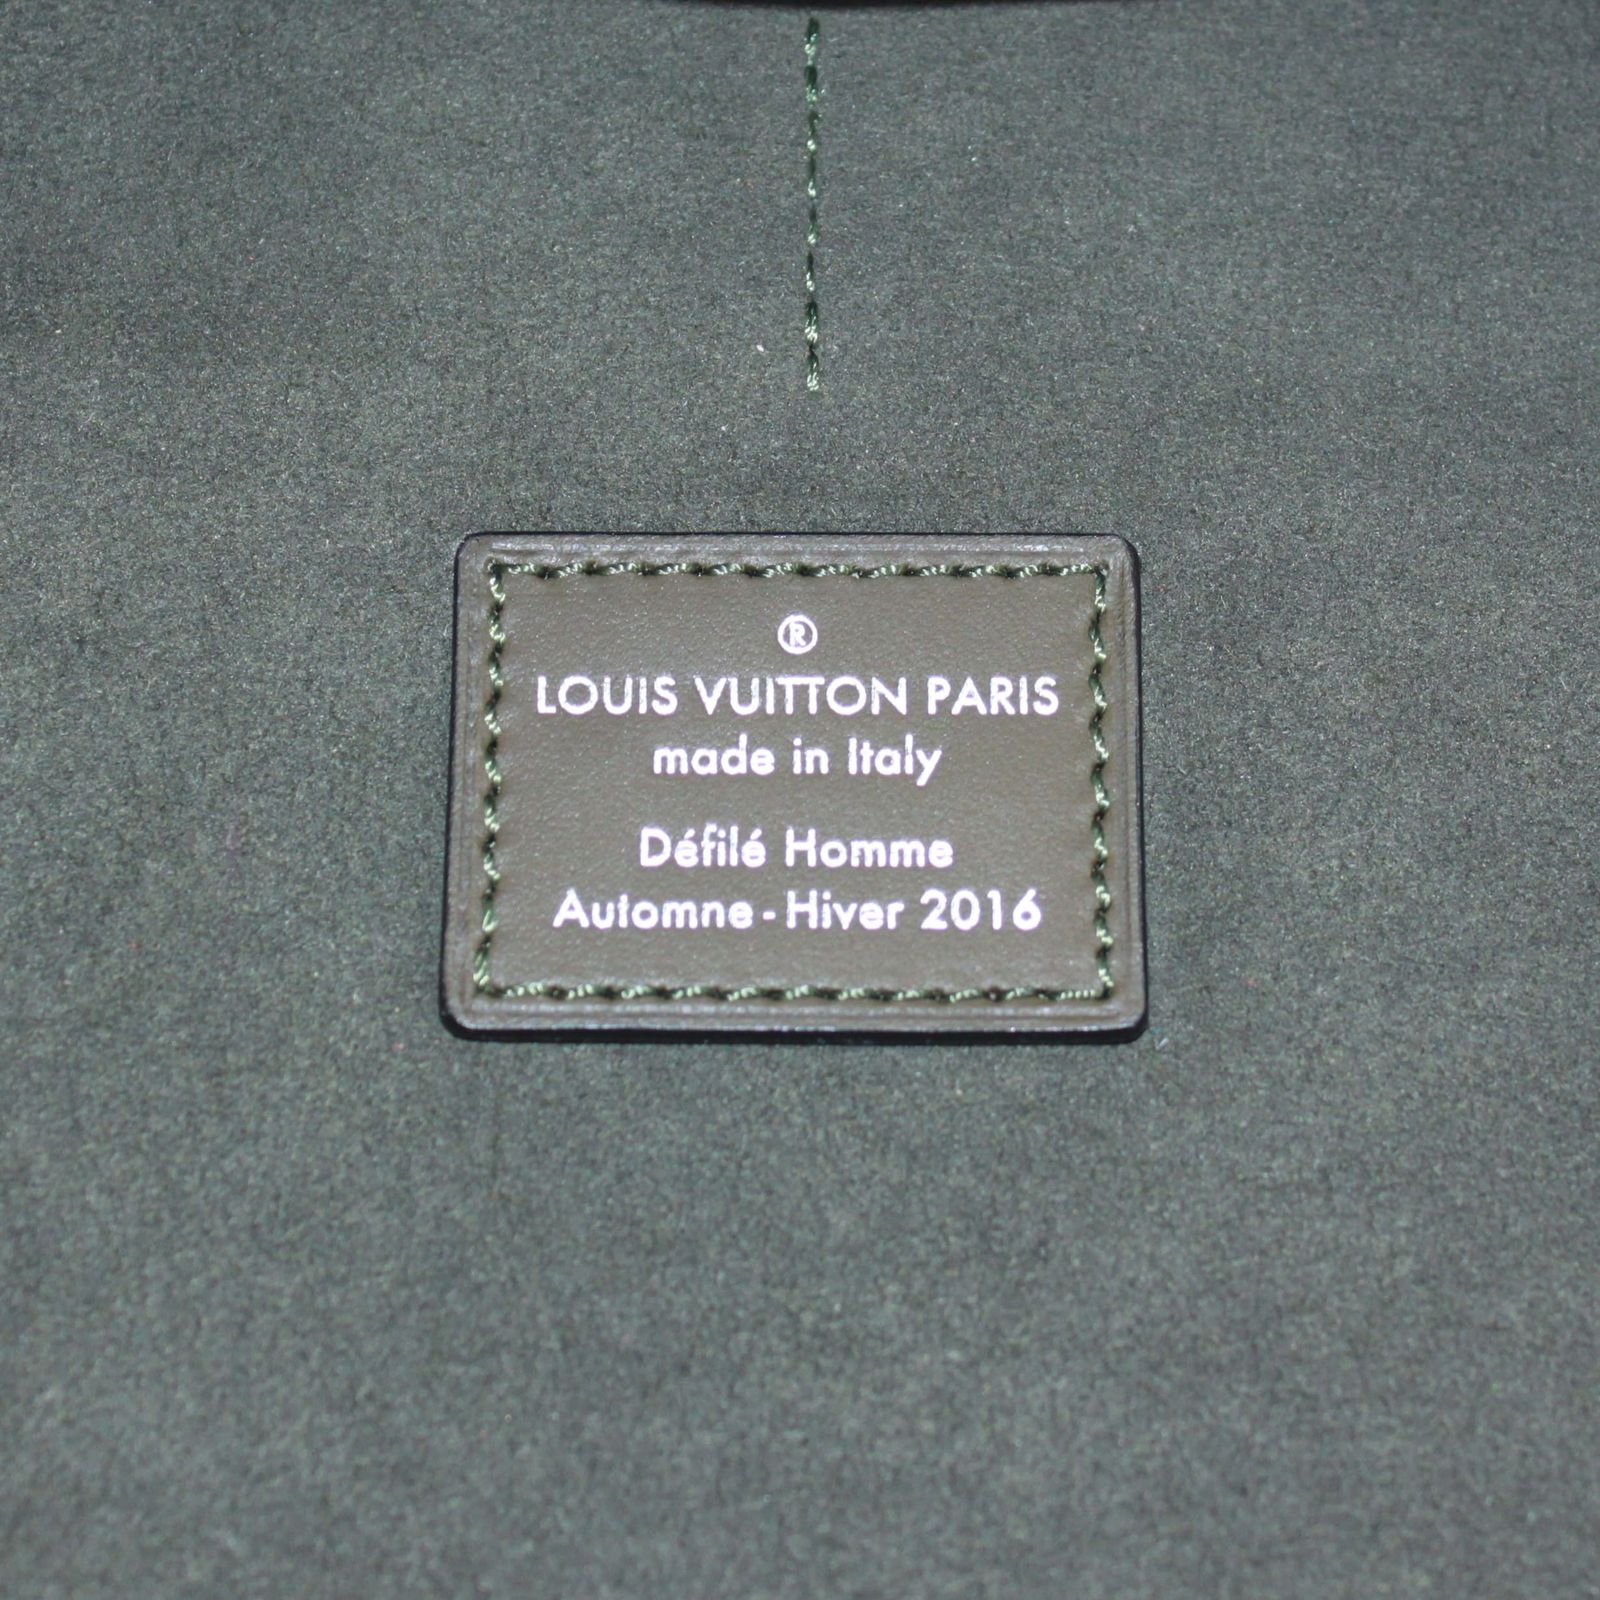 ®
LOUIS VUITTON PARIS
made in Italy
Défilé Homme
Automne-Hiver 2016